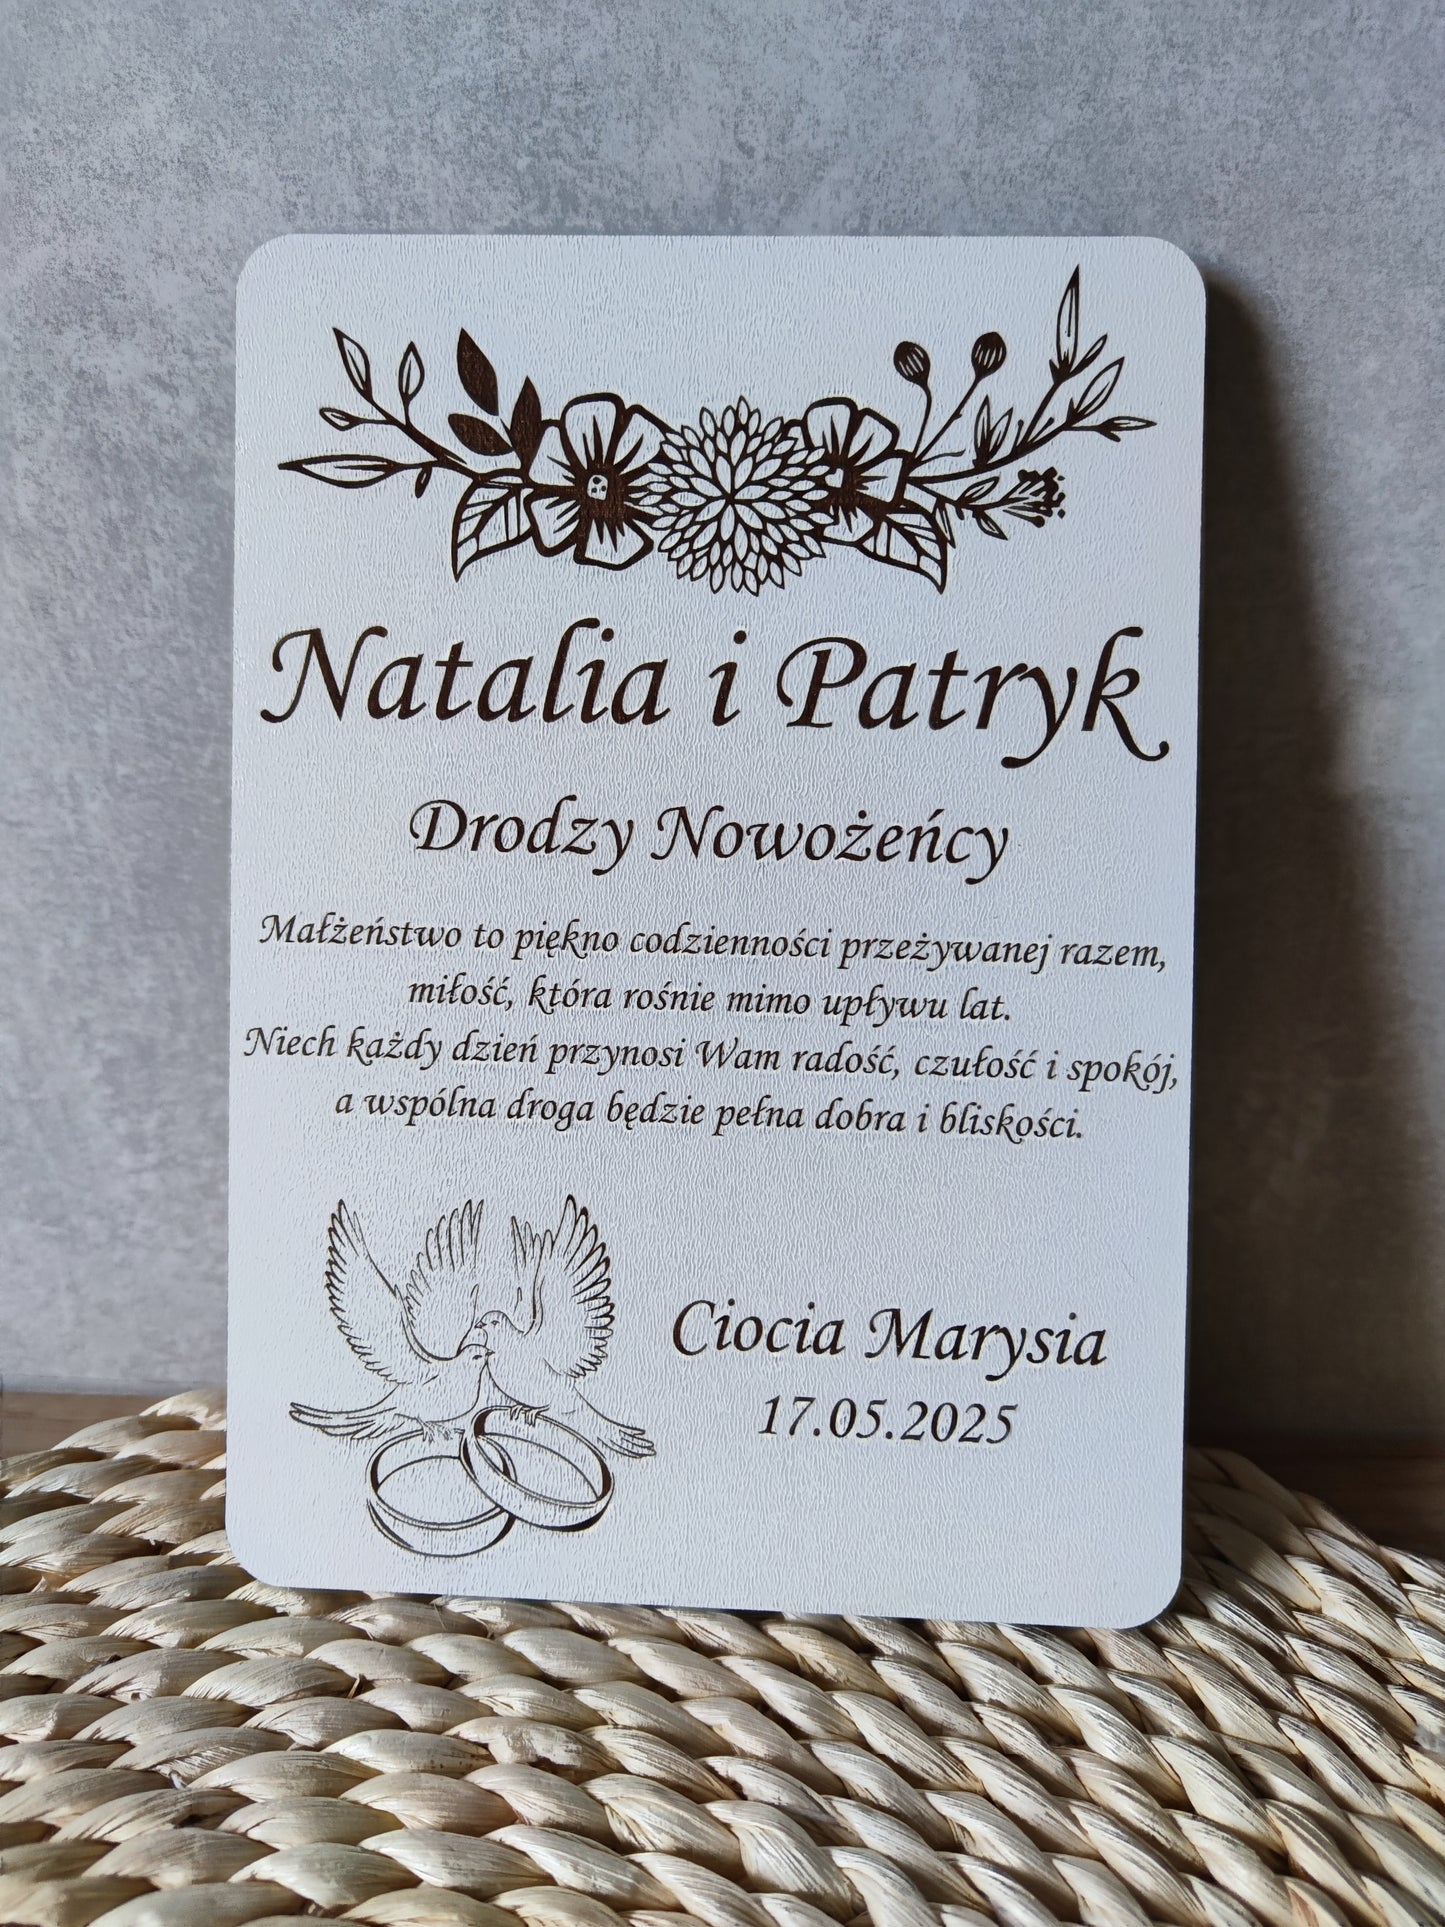 Natalia i Patryk
Drodzy Nowożeńcy
Małżeństwo to piękno codzienności przeżywanej razem,
miłość, która rośnie mimo upływu lat.
Niech każdy dzień przynosi Wam radość, czułość i spokój,
a wspólna droga będzie pełna dobra i bliskości.
Ciocia Marysia
17.05.2025